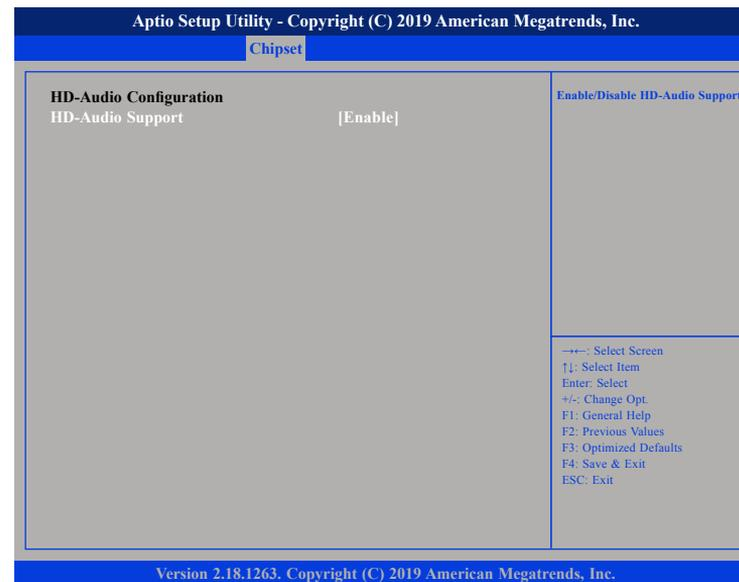 Aptio Setup Utility - Copyright (C) 2019 American Megatrends, Inc.
Chipset
HD-Audio Configuration
HD-Audio Support [Enable]
Enable/Disable HD-Audio Support
→←: Select Screen
↑↓: Select Item
Enter: Select
+/-: Change Opt.
F1: General Help
F2: Previous Values
F3: Optimized Defaults
F4: Save & Exit
ESC: Exit
Version 2.18.1263. Copyright (C) 2019 American Megatrends, Inc.